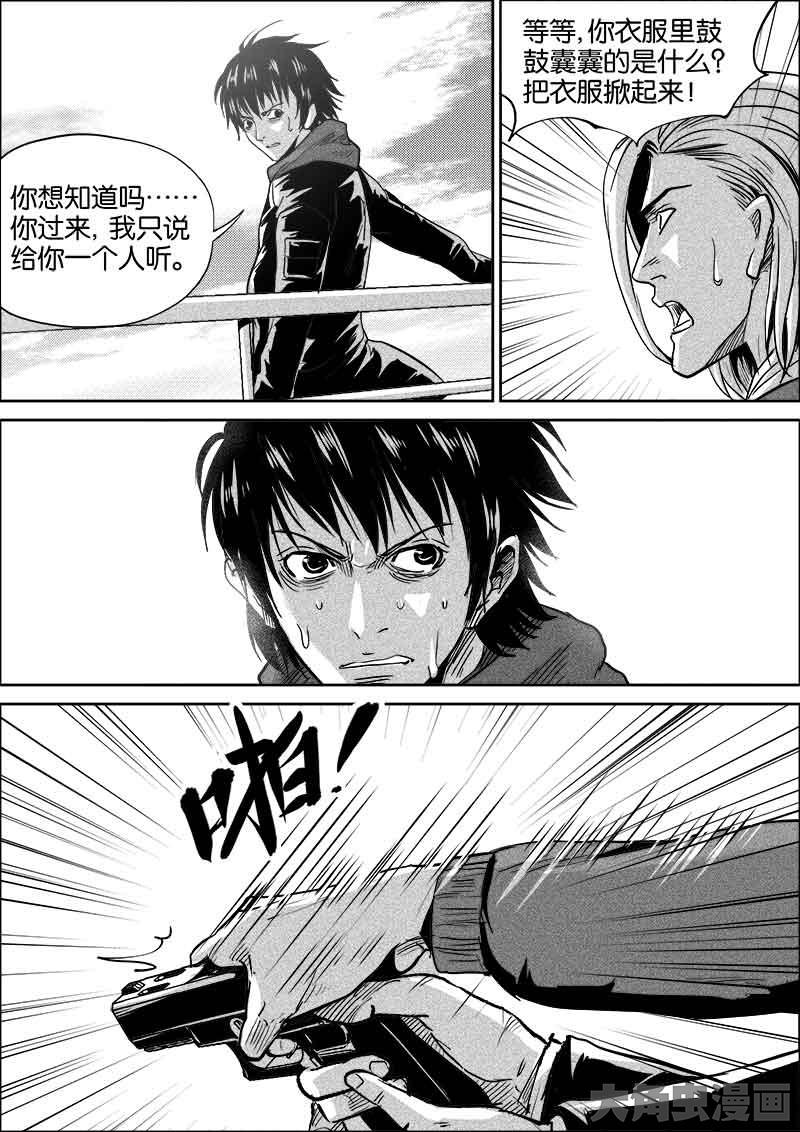 你想知道吗……
你过来，我只说
给你一个人听。
等等，你衣服里鼓
鼓囊囊的是什么？
把衣服掀起来！
啪！
大角虫漫画